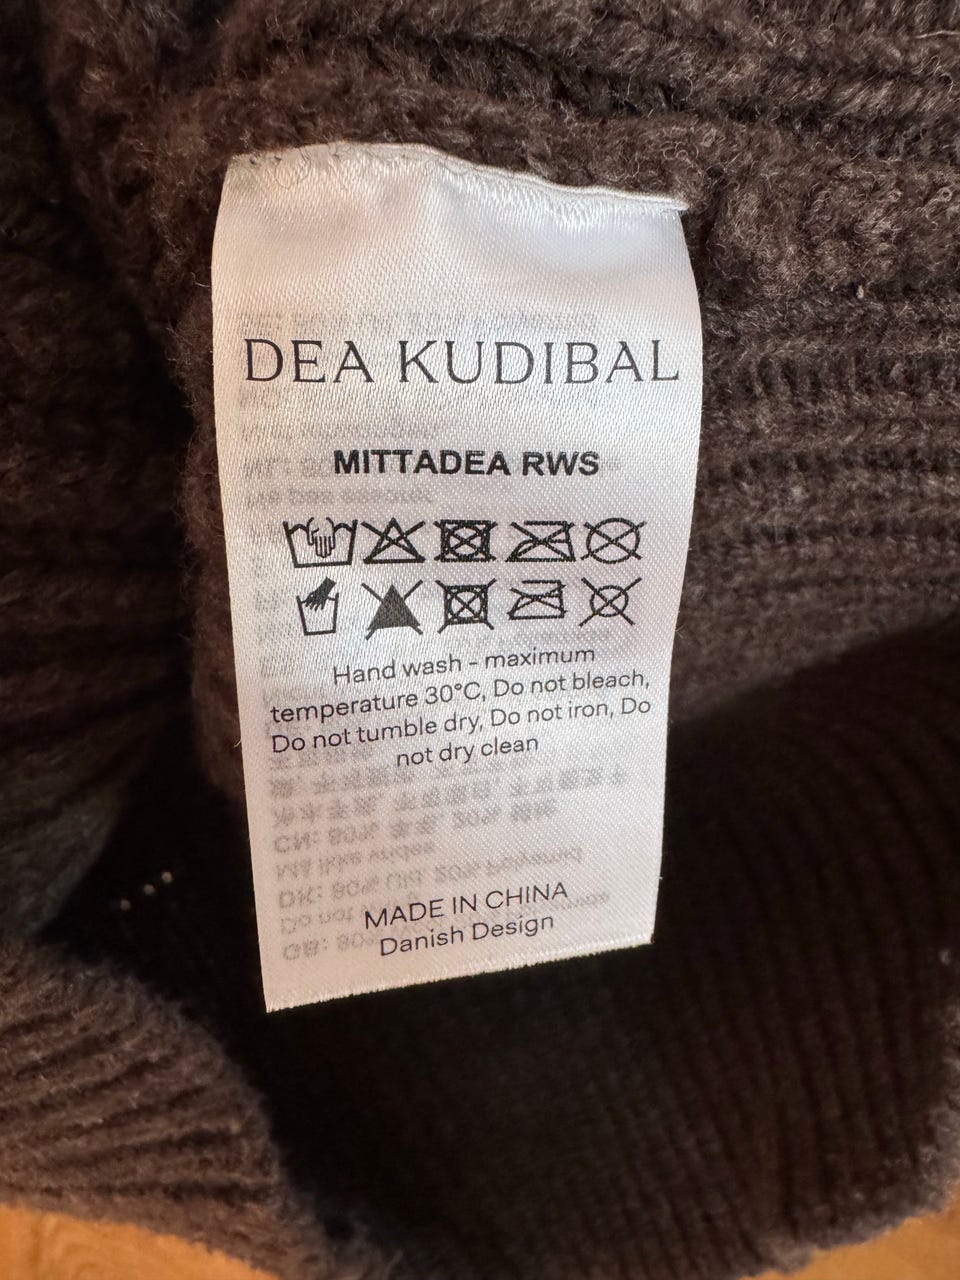 DEA KUDIBAL
MITTADEA RWS
Hand wash - maximum
temperature 30°C, Do not bleach,
Do not tumble dry, Do not iron, Do
not dry clean
MADE IN CHINA
Danish Design